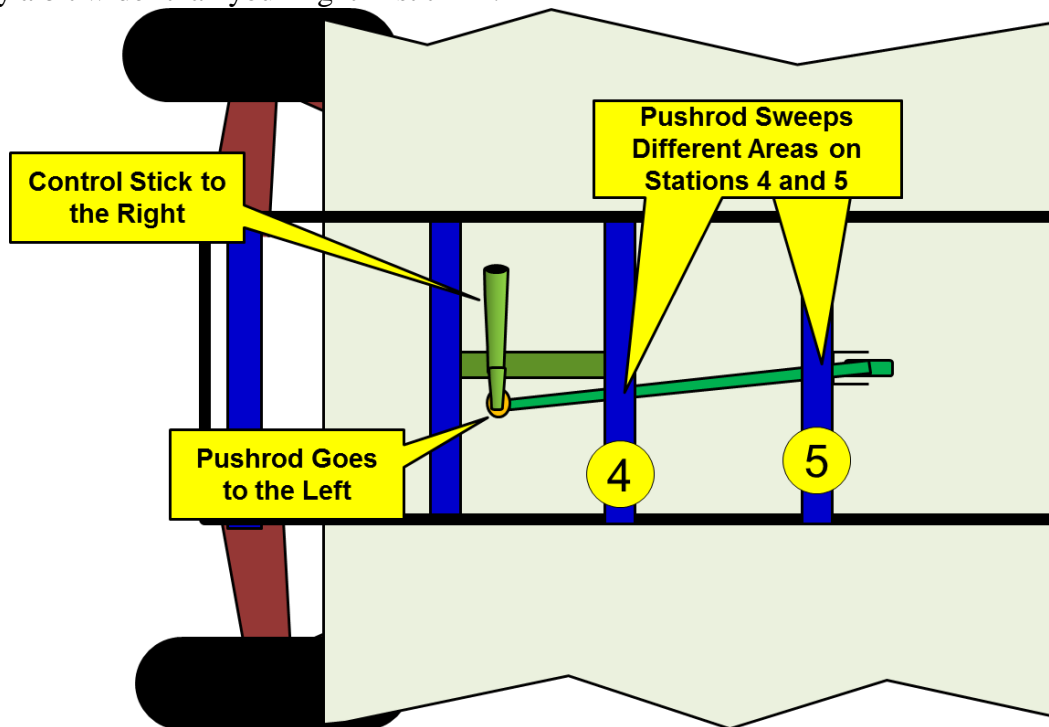 Pushrod Sweeps
Different Areas on
Stations 4 and 5
Control Stick to
the Right
Pushrod Goes
to the Left
4
5